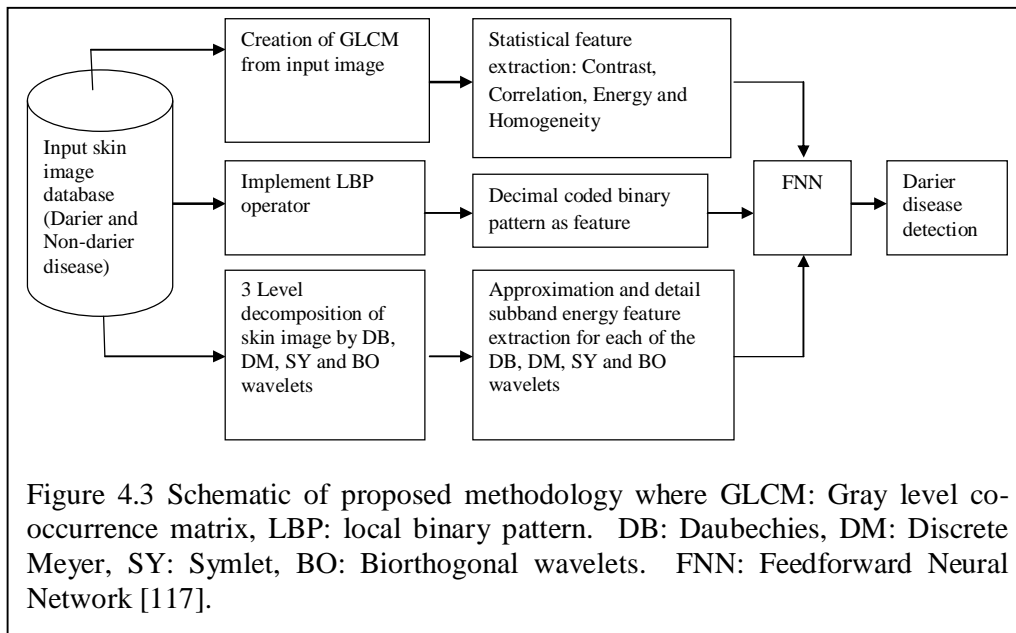 Creation of GLCM
from input image
Statistical feature
extraction: Contrast,
Correlation, Energy and
Homogeneity
Input skin
image
database
(Darier and
Non-darier
disease)
Implement LBP
operator
Decimal coded binary
pattern as feature
FNN
Darier
disease
detection
3 Level
decomposition of
skin image by DB,
DM, SY and BO
wavelets
Approximation and detail
subband energy feature
extraction for each of the
DB, DM, SY and BO
wavelets
Figure 4.3 Schematic of proposed methodology where GLCM: Gray level co-
occurrence matrix, LBP: local binary pattern. DB: Daubechies, DM: Discrete
Meyer, SY: Symlet, BO: Biorthogonal wavelets. FNN: Feedforward Neural
Network [117].